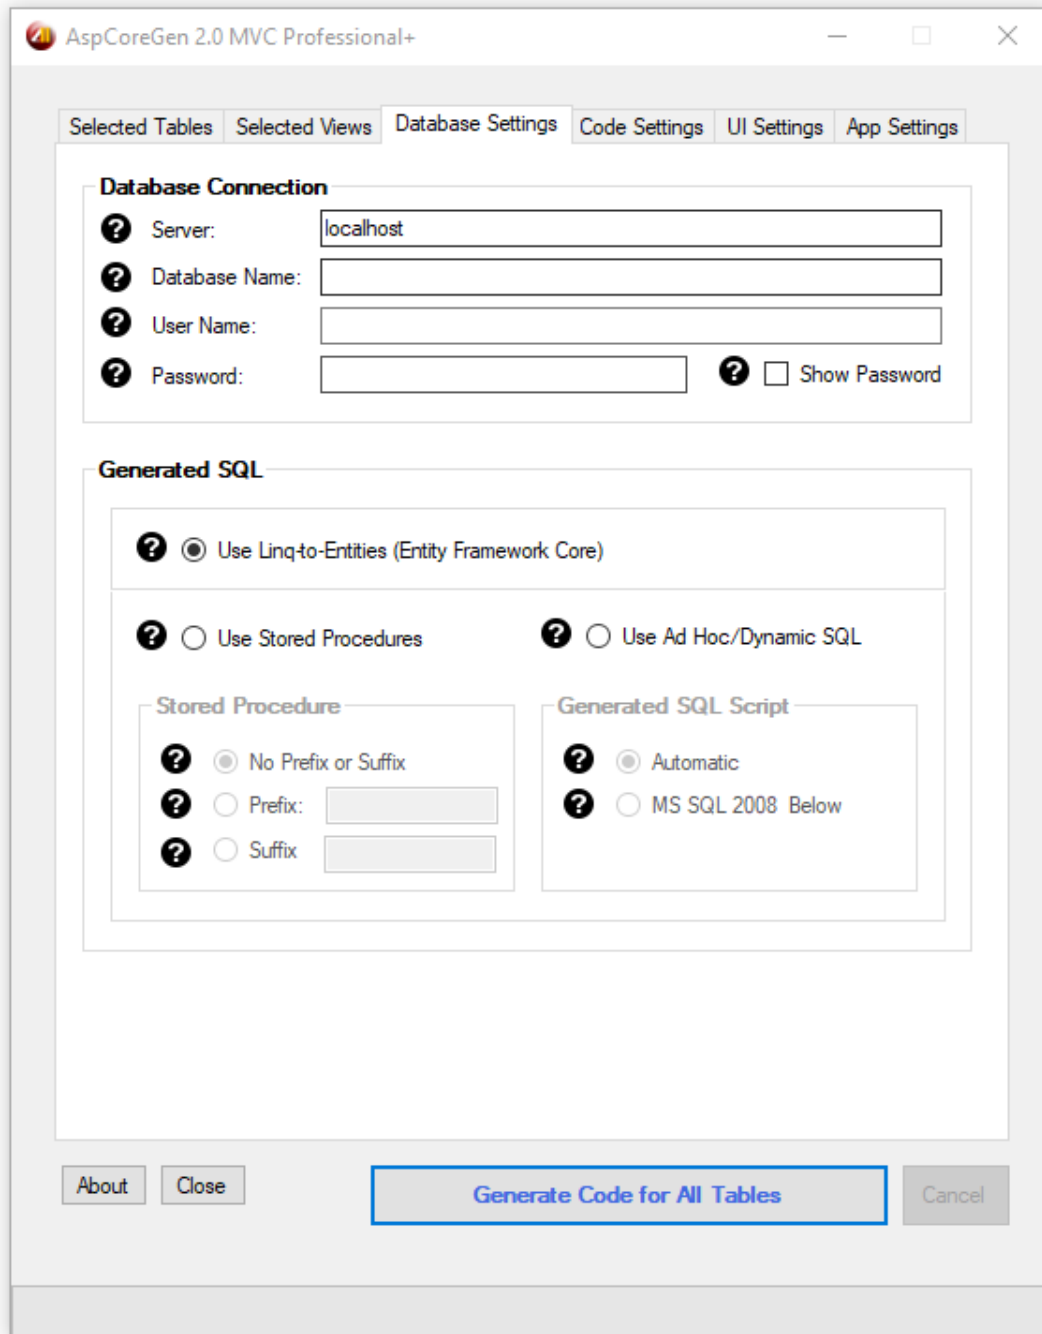 AspCoreGen 2.0 MVC Professional+
Selected Tables Selected Views Database Settings Code Settings UI Settings App Settings
Database Connection
? Server: localhost
? Database Name:
? User Name:
? Password: ? Show Password
Generated SQL
? Use Linq-to-Entities (Entity Framework Core)
? Use Stored Procedures ? Use Ad Hoc/Dynamic SQL
Stored Procedure Generated SQL Script
? No Prefix or Suffix ? Automatic
? Prefix: ? MS SQL 2008 Below
? Suffix
About Close Generate Code for All Tables Cancel